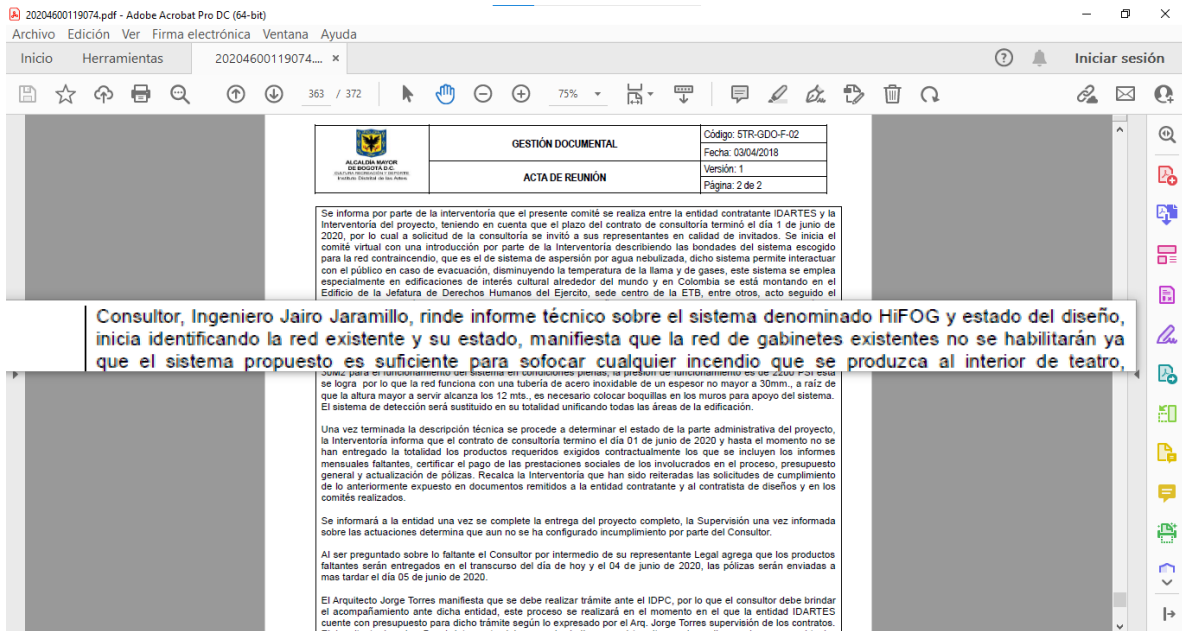 20204600119074.pdf - Adobe Acrobat Pro DC (64-bit)
Archivo Edición Ver Firma electrónica Ventana Ayuda
Inicio Herramientas 20204600119074.... × Iniciar sesión
363 / 372 75%
GESTIÓN DOCUMENTAL
ACTA DE REUNIÓN
Código: 5TR-GDO-F-02
Fecha: 03/04/2018
Versión: 1
Página: 2 de 2
ALCALDÍA MAYOR
DE BOGOTÁ D.C.
CULTURA, RECREACIÓN Y DEPORTE
Instituto Distrital de las Artes
Se informa por parte de la interventoría que el presente comité se realiza entre la entidad contratante IDARTES y la
Interventoría del proyecto, teniendo en cuenta que el plazo del contrato de consultoría terminó el día 1 de junio de
2020, por lo cual a solicitud de la consultoría se invitó a sus representantes en calidad de invitados. Se inicia el
comité virtual con una introducción por parte de la Interventoría describiendo las bondades del sistema escogido
para la red contraincendio, que es el de sistema de aspersión por agua nebulizada, dicho sistema permite interactuar
con el público en caso de evacuación, disminuyendo la temperatura de la llama y de gases, este sistema se emplea
especialmente en edificaciones de interés cultural alrededor del mundo y en Colombia se está montando en el
Edificio de la Jefatura de Derechos Humanos del Ejercito, sede centro de la ETB, entre otros, acto seguido el
Consultor, Ingeniero Jairo Jaramillo, rinde informe técnico sobre el sistema denominado HiFOG y estado del diseño,
inicia identificando la red existente y su estado, manifiesta que la red de gabinetes existentes no se habilitarán ya
que el sistema propuesto es suficiente para sofocar cualquier incendio que se produzca al interior de teatro,
30M2 para el funcionamiento del sistema en condiciones plenas, la presión de funcionamiento es de 2200 PSI esta
se logra por lo que la red funciona con una tubería de acero inoxidable de un espesor no mayor a 30mm., a raíz de
que la altura mayor a servir alcanza los 12 mts., es necesario colocar boquillas en los muros para apoyo del sistema.
El sistema de detección será sustituido en su totalidad unificando todas las áreas de la edificación.
Una vez terminada la descripción técnica se procede a determinar el estado de la parte administrativa del proyecto,
la Interventoría informa que el contrato de consultoría termino el día 01 de junio de 2020 y hasta el momento no se
han entregado la totalidad los productos requeridos exigidos contractualmente los que se incluyen los informes
mensuales faltantes, certificar el pago de las prestaciones sociales de los involucrados en el proceso, presupuesto
general y actualización de pólizas. Recalca la Interventoría que han sido reiteradas las solicitudes de cumplimiento
de lo anteriormente expuesto en documentos remitidos a la entidad contratante y al contratista de diseños y en los
comités realizados.
Se informará a la entidad una vez se complete la entrega del proyecto completo, la Supervisión una vez informada
sobre las actuaciones determina que aun no se ha configurado incumplimiento por parte del Consultor.
Al ser preguntado sobre lo faltante el Consultor por intermedio de su representante Legal agrega que los productos
faltantes serán entregados en el transcurso del día de hoy y el 04 de junio de 2020, las pólizas serán enviadas a
mas tardar el día 05 de junio de 2020.
El Arquitecto Jorge Torres manifiesta que se debe realizar trámite ante el IDPC, por lo que el consultor debe brindar
el acompañamiento ante dicha entidad, este proceso se realizará en el momento en el que la entidad IDARTES
cuente con presupuesto para dicho trámite según lo expresado por el Arq. Jorge Torres supervisión de los contratos.